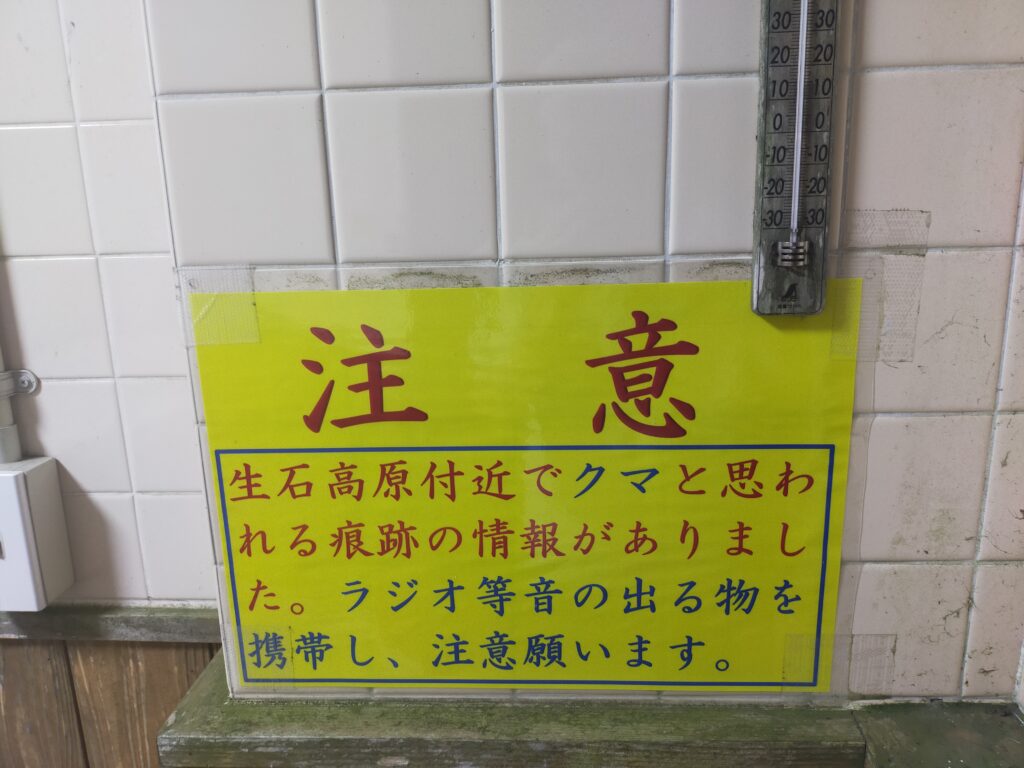 30 30
20 20
10 10
0 0
-10 -10
-20 -20
-30 -30
注 意
生石高原付近でクマと思わ
れる痕跡の情報がありまし
た。ラジオ等音の出る物を
携帯し、注意願います。